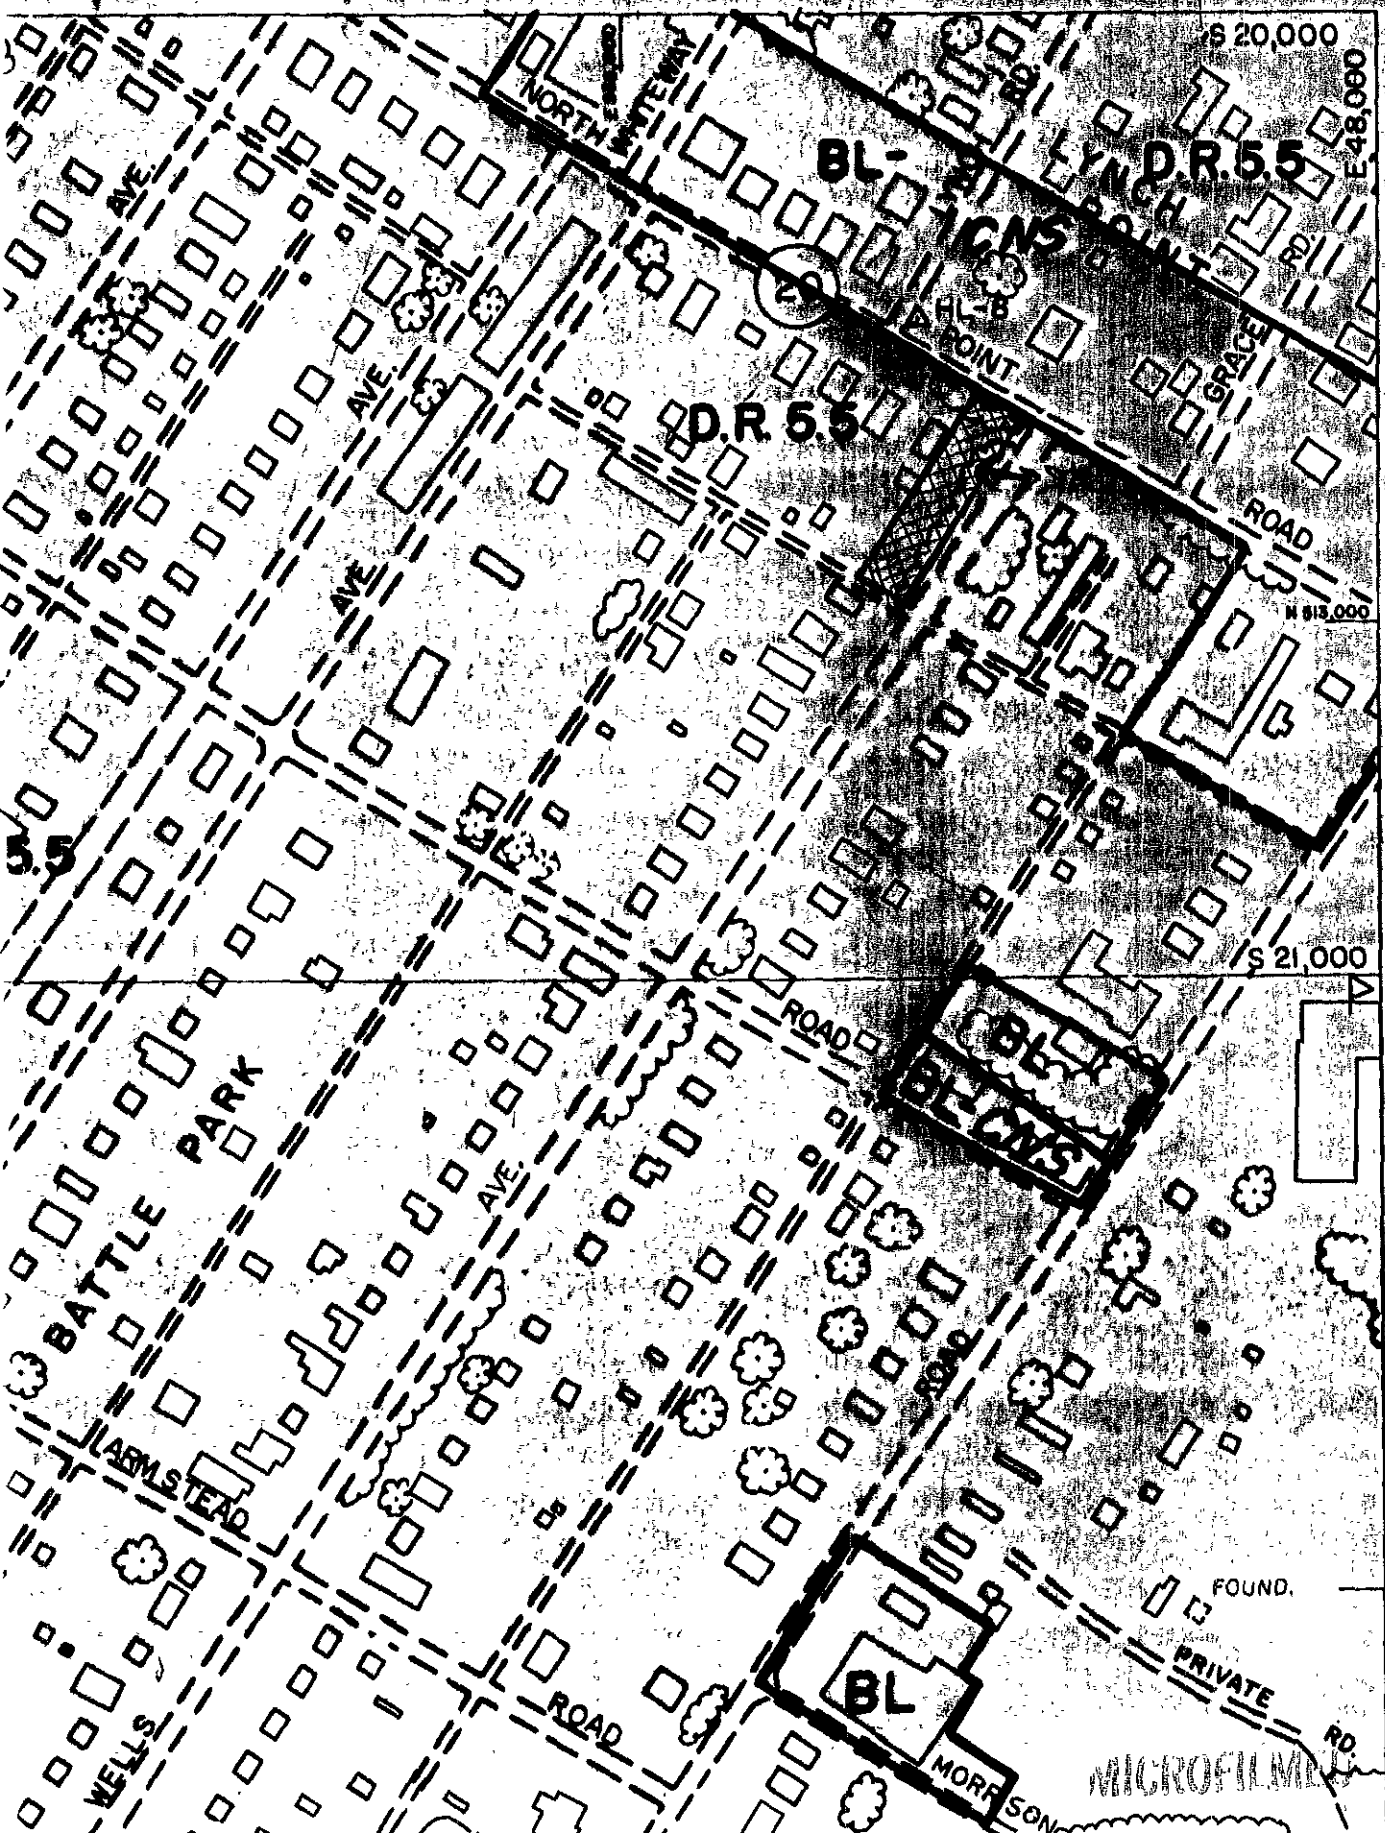 S 20,000
E 48,000
NORTH
WHITEWAY
RD.
BL-
CNS
D.R. 5.5
LYNCH
POINT
RD.
AVE.
20
HL-B
POINT
GRACE
AVE.
D.R. 5.5
ROAD
AVE.
N 513,000
5.5
S 21,000
ROAD
BL
BL-CNS
BATTLE PARK
AVE.
ROAD
ARMSTEAD
FOUND.
PRIVATE
RD.
BL
ROAD
WELLS
MORRISON
MICROFILMED